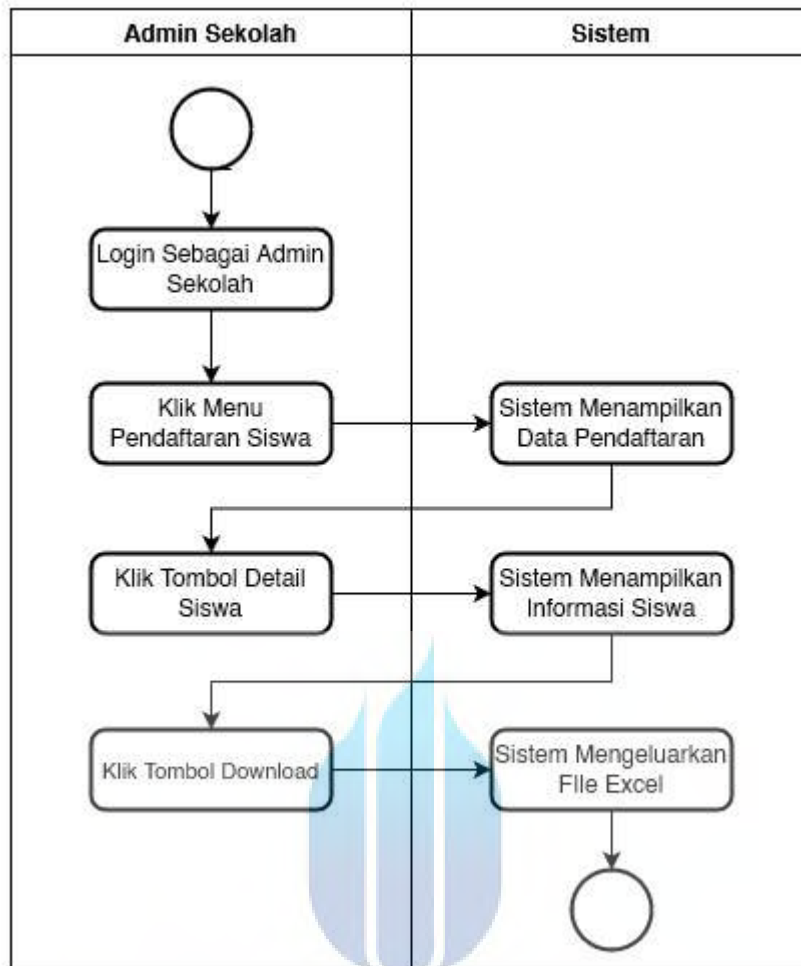 Admin Sekolah
Sistem
Login Sebagai Admin
Sekolah
Klik Menu
Pendaftaran Siswa
Sistem Menampilkan
Data Pendaftaran
Klik Tombol Detail
Siswa
Sistem Menampilkan
Informasi Siswa
Klik Tombol Download
Sistem Mengeluarkan
FIle Excel